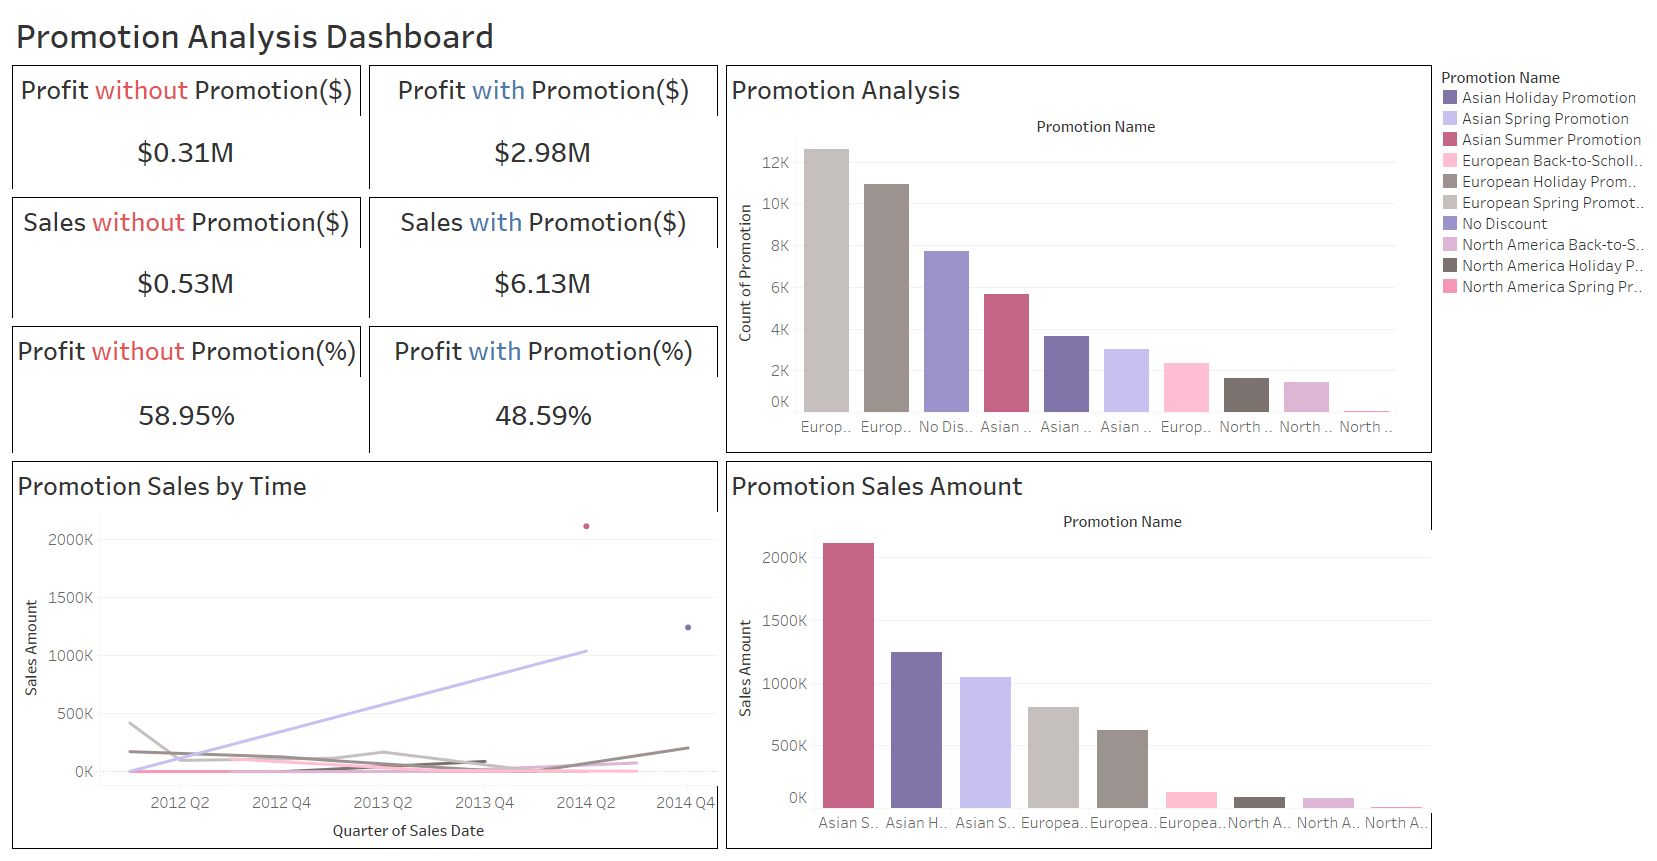 Promotion Analysis Dashboard
Profit without Promotion($)
$0.31M
Profit with Promotion($)
$2.98M
Sales without Promotion($)
$0.53M
Sales with Promotion($)
$6.13M
Profit without Promotion(%)
58.95%
Profit with Promotion(%)
48.59%
Promotion Analysis
Promotion Name
Count of Promotion
12K
10K
8K
6K
4K
2K
0K
Europ.. Europ.. No Dis.. Asian .. Asian .. Asian .. Europ.. North .. North .. North ..
Promotion Name
Asian Holiday Promotion
Asian Spring Promotion
Asian Summer Promotion
European Back-to-Scholl..
European Holiday Prom..
European Spring Promot..
No Discount
North America Back-to-S..
North America Holiday P..
North America Spring Pr..
Promotion Sales by Time
Sales Amount
2000K
1500K
1000K
500K
0K
2012 Q2 2012 Q4 2013 Q2 2013 Q4 2014 Q2 2014 Q4
Quarter of Sales Date
Promotion Sales Amount
Promotion Name
Sales Amount
2000K
1500K
1000K
500K
0K
Asian S.. Asian H.. Asian S.. Europea.. Europea.. Europea.. North A.. North A.. North A..